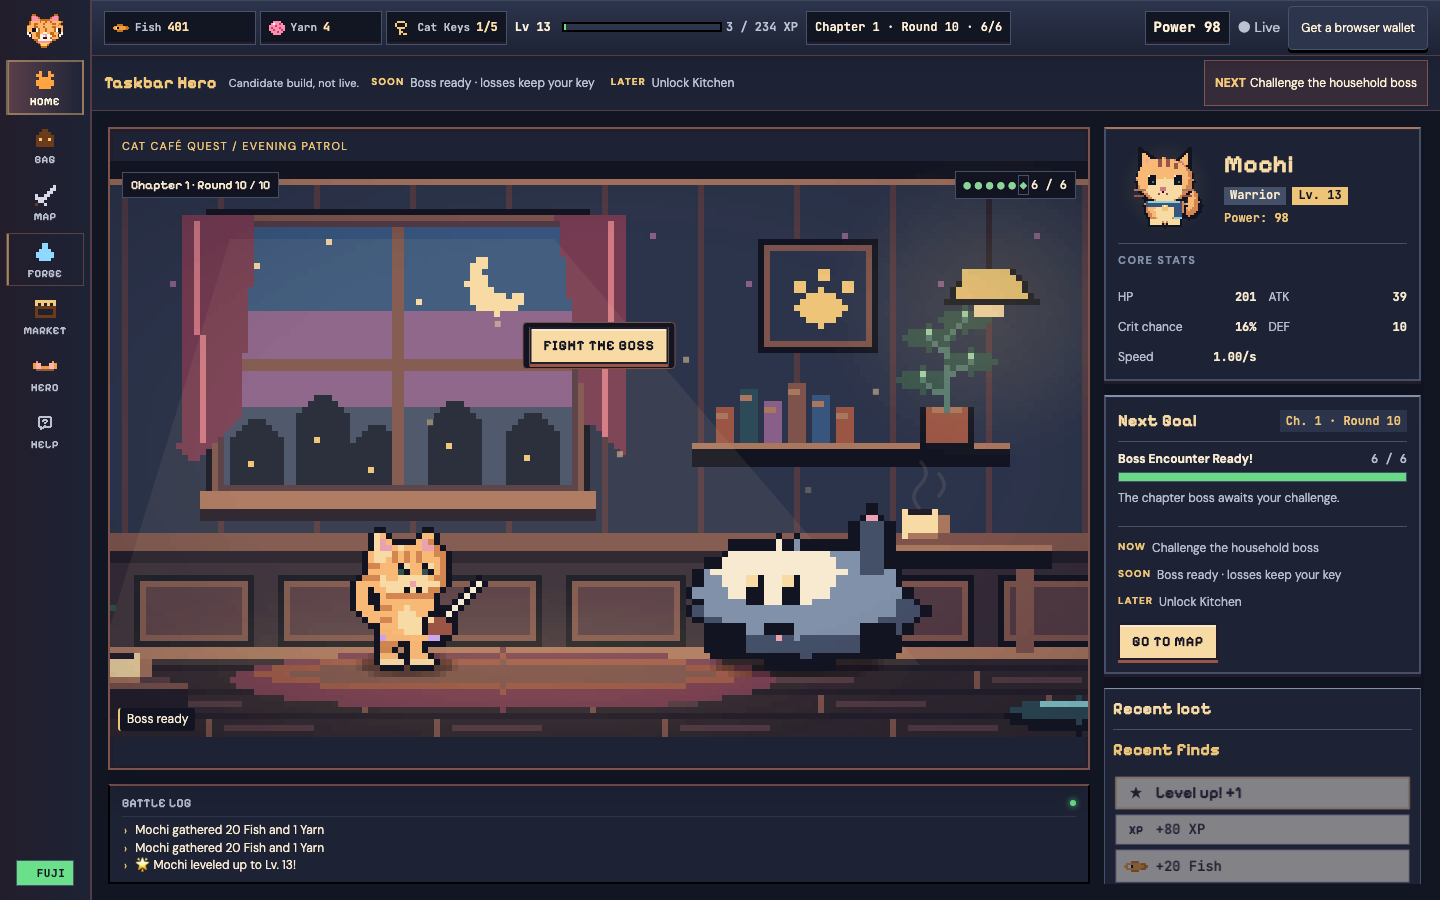 Fish 401
Yarn 4
Cat Keys 1/5
Lv 13
3 / 234 XP
Chapter 1 · Round 10 · 6/6
Power 98
Live
Get a browser wallet
Taskbar Hero
Candidate build, not live.
SOON Boss ready · losses keep your key
LATER Unlock Kitchen
NEXT Challenge the household boss
HOME
BAG
MAP
FORGE
MARKET
HERO
HELP
FUJI
CAT CAFÉ QUEST / EVENING PATROL
Chapter 1 · Round 10 / 10
6 / 6
FIGHT THE BOSS
Boss ready
BATTLE LOG
› Mochi gathered 20 Fish and 1 Yarn
› Mochi gathered 20 Fish and 1 Yarn
› 🌟 Mochi leveled up to Lv. 13!
Mochi
Warrior Lv. 13
Power: 98
CORE STATS
HP 201 ATK 39
Crit chance 16% DEF 10
Speed 1.00/s
Next Goal Ch. 1 · Round 10
Boss Encounter Ready! 6 / 6
The chapter boss awaits your challenge.
NOW Challenge the household boss
SOON Boss ready · losses keep your key
LATER Unlock Kitchen
GO TO MAP
Recent loot
Recent Finds
★ Level up! +1
XP +80 XP
+20 Fish